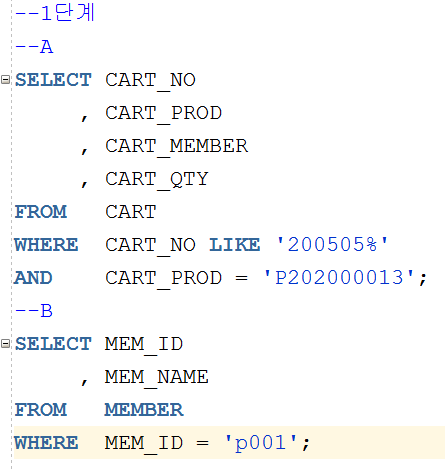 --1단계
--A
SELECT CART_NO
, CART_PROD
, CART_MEMBER
, CART_QTY
FROM CART
WHERE CART_NO LIKE '200505%'
AND CART_PROD = 'P202000013';
--B
SELECT MEM_ID
, MEM_NAME
FROM MEMBER
WHERE MEM_ID = 'p001';